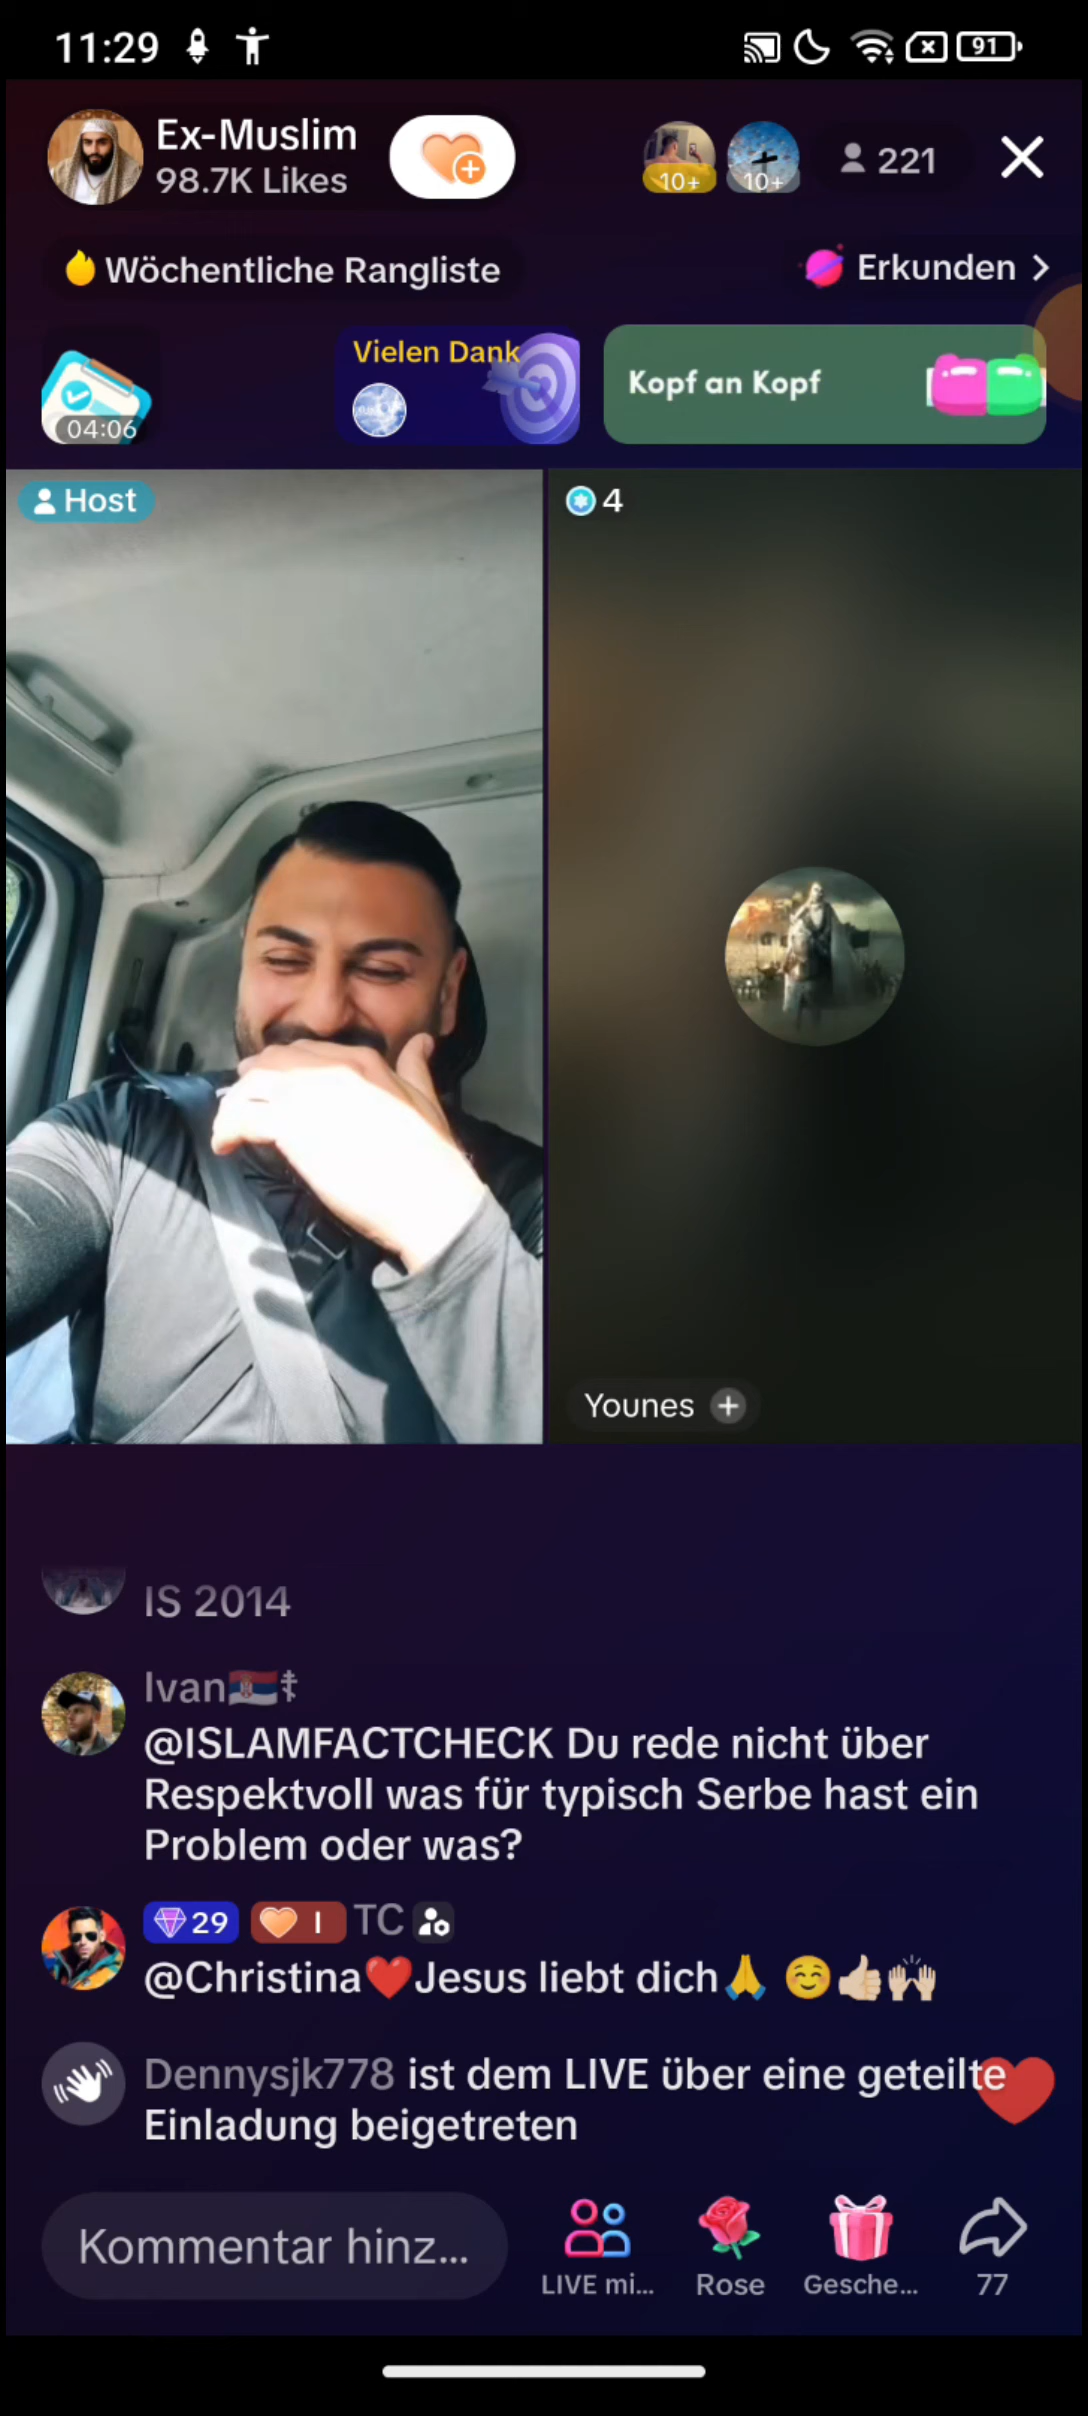 11:29
91
Ex-Muslim
98.7K Likes
10+
10+
221
Wöchentliche Rangliste
Erkunden
04:06
Vielen Dank
Kopf an Kopf
Host
4
Younes
IS 2014
Ivan🇷🇸☦
@ISLAMFACTCHECK Du rede nicht über
Respektvoll was für typisch Serbe hast ein
Problem oder was?
29 I TC
@Christina❤️Jesus liebt dich🙏 ☺️👍🏻🙌🏻
Dennysjk778 ist dem LIVE über eine geteilte
Einladung beigetreten
Kommentar hinz...
LIVE mi...
Rose
Gesche...
77